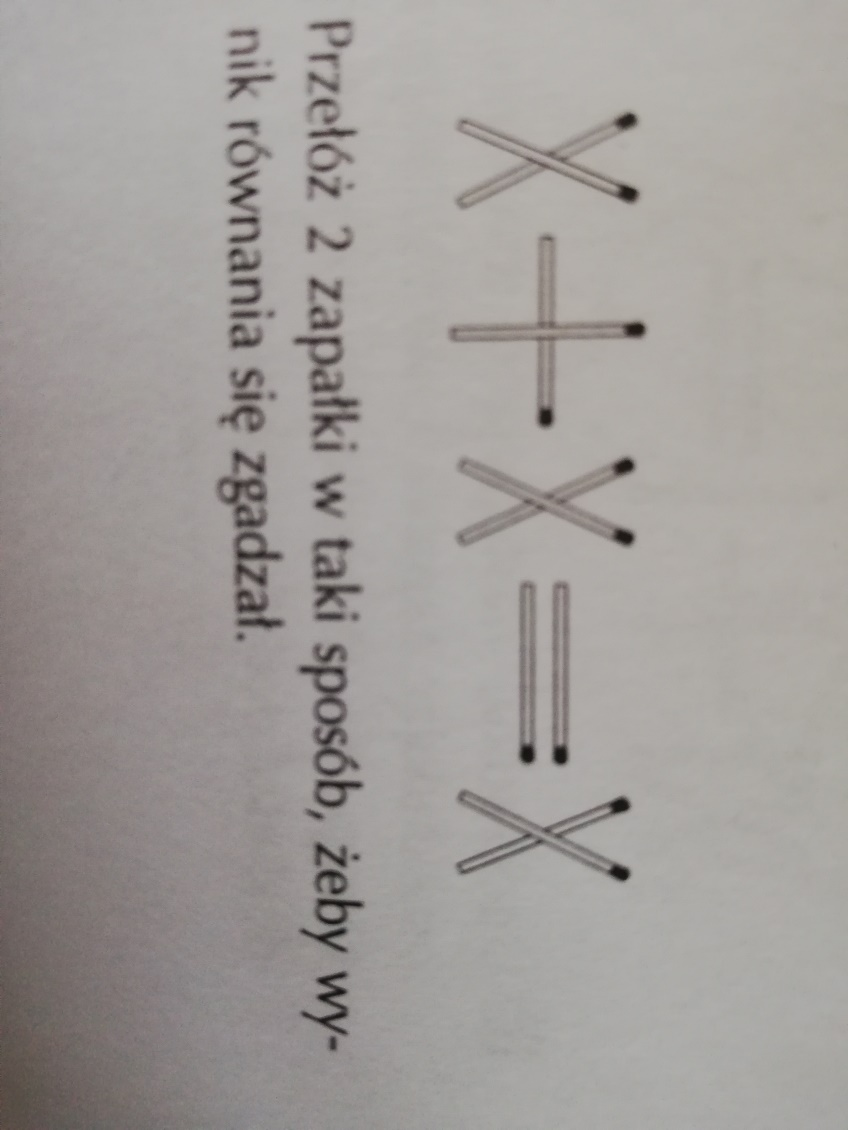 X + X = X
Przełóż 2 zapałki w taki sposób, żeby wy-
nik równania się zgadzał.